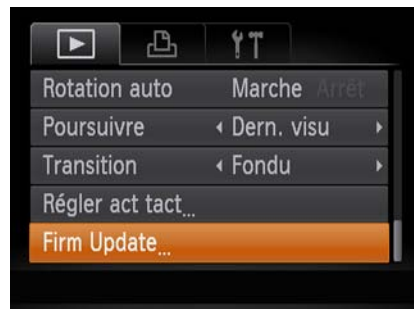 Rotation auto Marche Arrêt
Poursuivre Dern. visu
Transition Fondu
Régler act tact...
Firm Update...